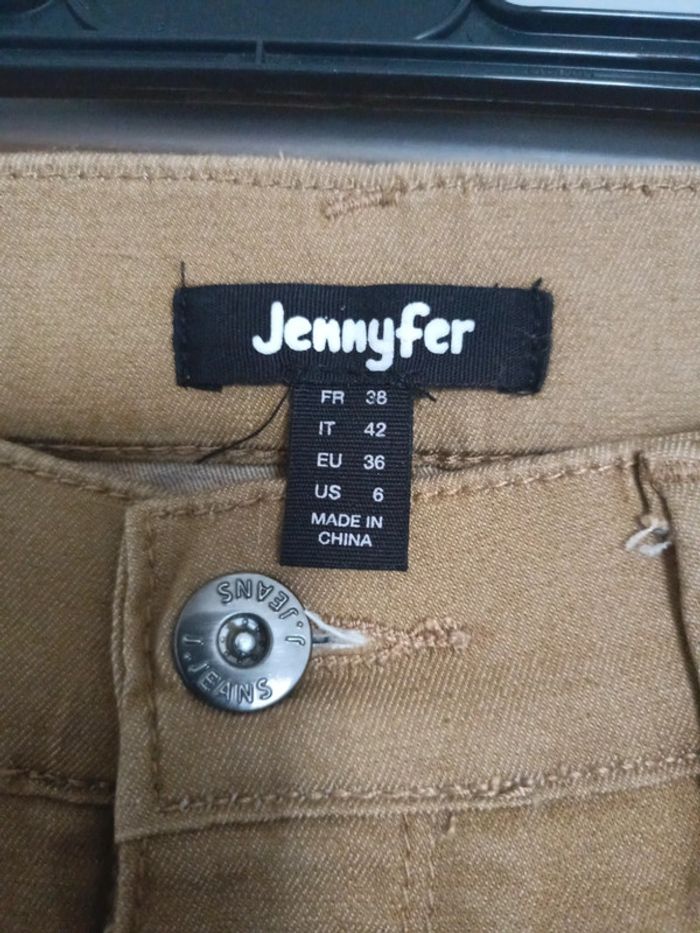 Jennyfer
FR 38
IT 42
EU 36
US 6
MADE IN
CHINA
J.JEANS
J.JEANS